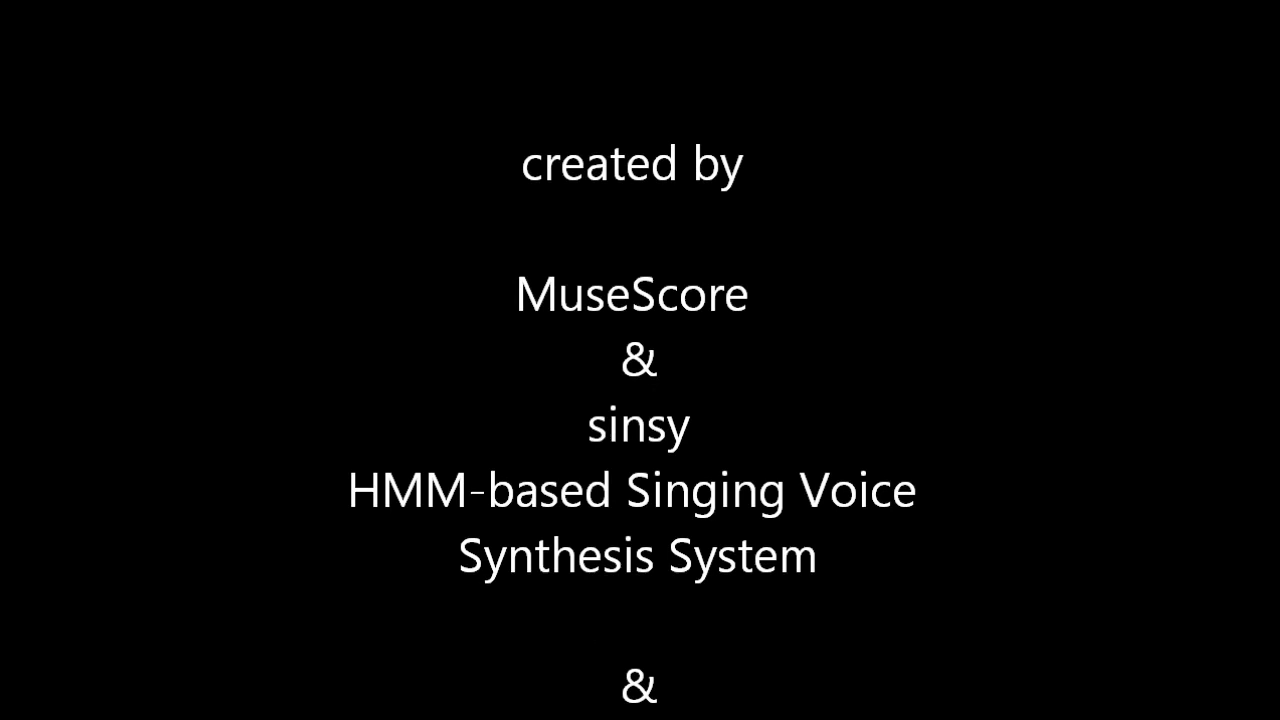 created by
MuseScore
&
sinsy
HMM-based Singing Voice
Synthesis System
&